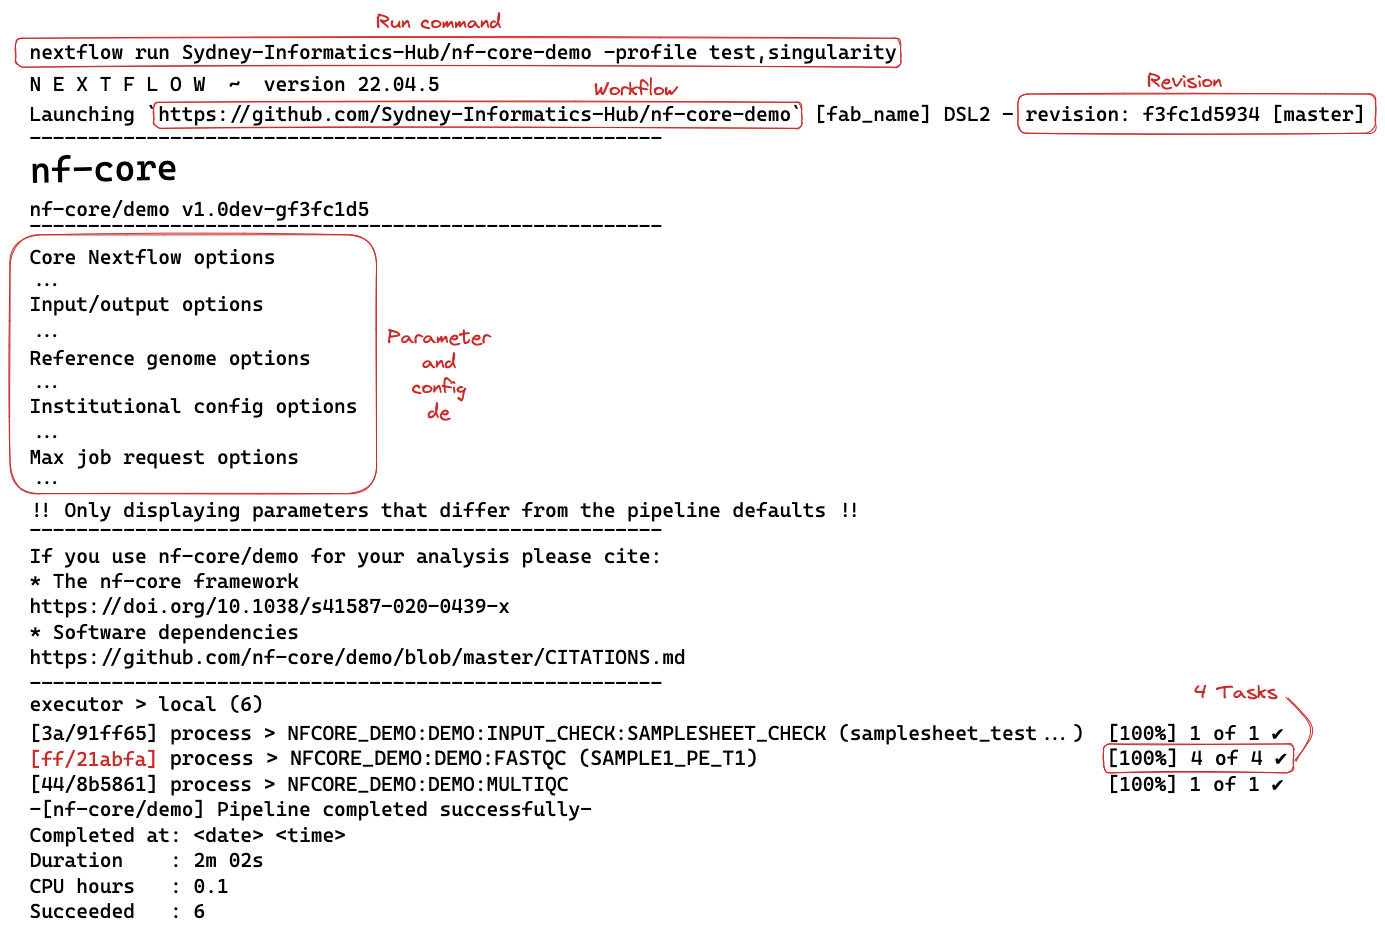 Run command
nextflow run Sydney-Informatics-Hub/nf-core-demo -profile test,singularity
N E X T F L O W  ~  version 22.04.5
Workflow
Revision
Launching `https://github.com/Sydney-Informatics-Hub/nf-core-demo` [fab_name] DSL2 - revision: f3fc1d5934 [master]
--------------------------------------------------------
nf-core
nf-core/demo v1.0dev-gf3fc1d5
--------------------------------------------------------
Core Nextflow options
...
Input/output options
...
Reference genome options
...
Institutional config options
...
Max job request options
...
Parameter
and
config
de
!! Only displaying parameters that differ from the pipeline defaults !!
--------------------------------------------------------
If you use nf-core/demo for your analysis please cite:
* The nf-core framework
https://doi.org/10.1038/s41587-020-0439-x
* Software dependencies
https://github.com/nf-core/demo/blob/master/CITATIONS.md
--------------------------------------------------------
executor > local (6)
4 Tasks
[3a/91ff65] process > NFCORE_DEMO:DEMO:INPUT_CHECK:SAMPLESHEET_CHECK (samplesheet_test...) [100%] 1 of 1 ✔
[ff/21abfa] process > NFCORE_DEMO:DEMO:FASTQC (SAMPLE1_PE_T1) [100%] 4 of 4 ✔
[44/8b5861] process > NFCORE_DEMO:DEMO:MULTIQC [100%] 1 of 1 ✔
-[nf-core/demo] Pipeline completed successfully-
Completed at: <date> <time>
Duration    : 2m 02s
CPU hours   : 0.1
Succeeded   : 6